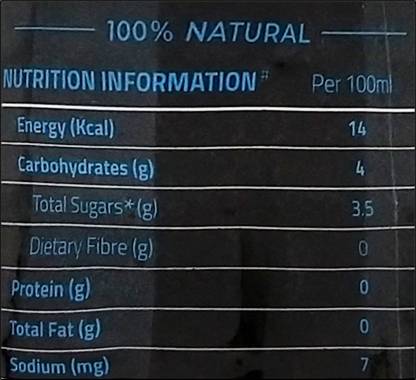 100% NATURAL
NUTRITION INFORMATION# Per 100ml
Energy (Kcal) 14
Carbohydrates (g) 4
Total Sugars*(g) 3.5
Dietary Fibre (g) 0
Protein (g) 0
Total Fat (g) 0
Sodium (mg) 7